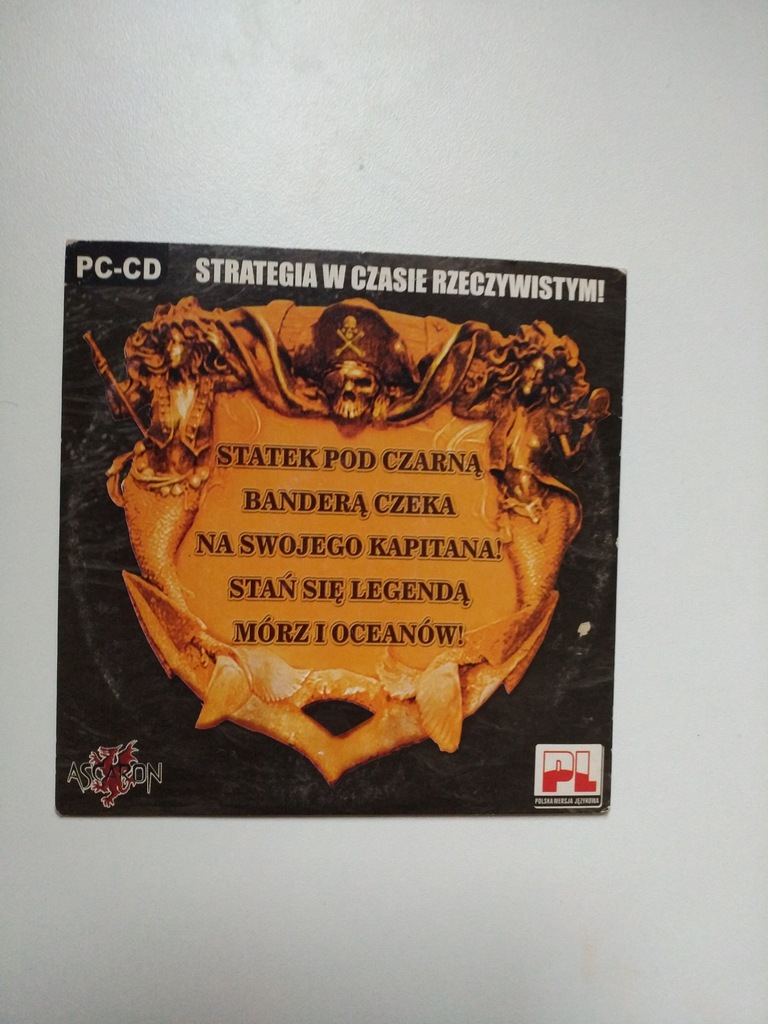 PC-CD
STRATEGIA W CZASIE RZECZYWISTYM!
STATEK POD CZARNĄ
BANDERĄ CZEKA
NA SWOJEGO KAPITANA!
STAŃ SIĘ LEGENDĄ
MÓRZ I OCEANÓW!
ASCARON
PL
POLSKA WERSJA JĘZYKOWA